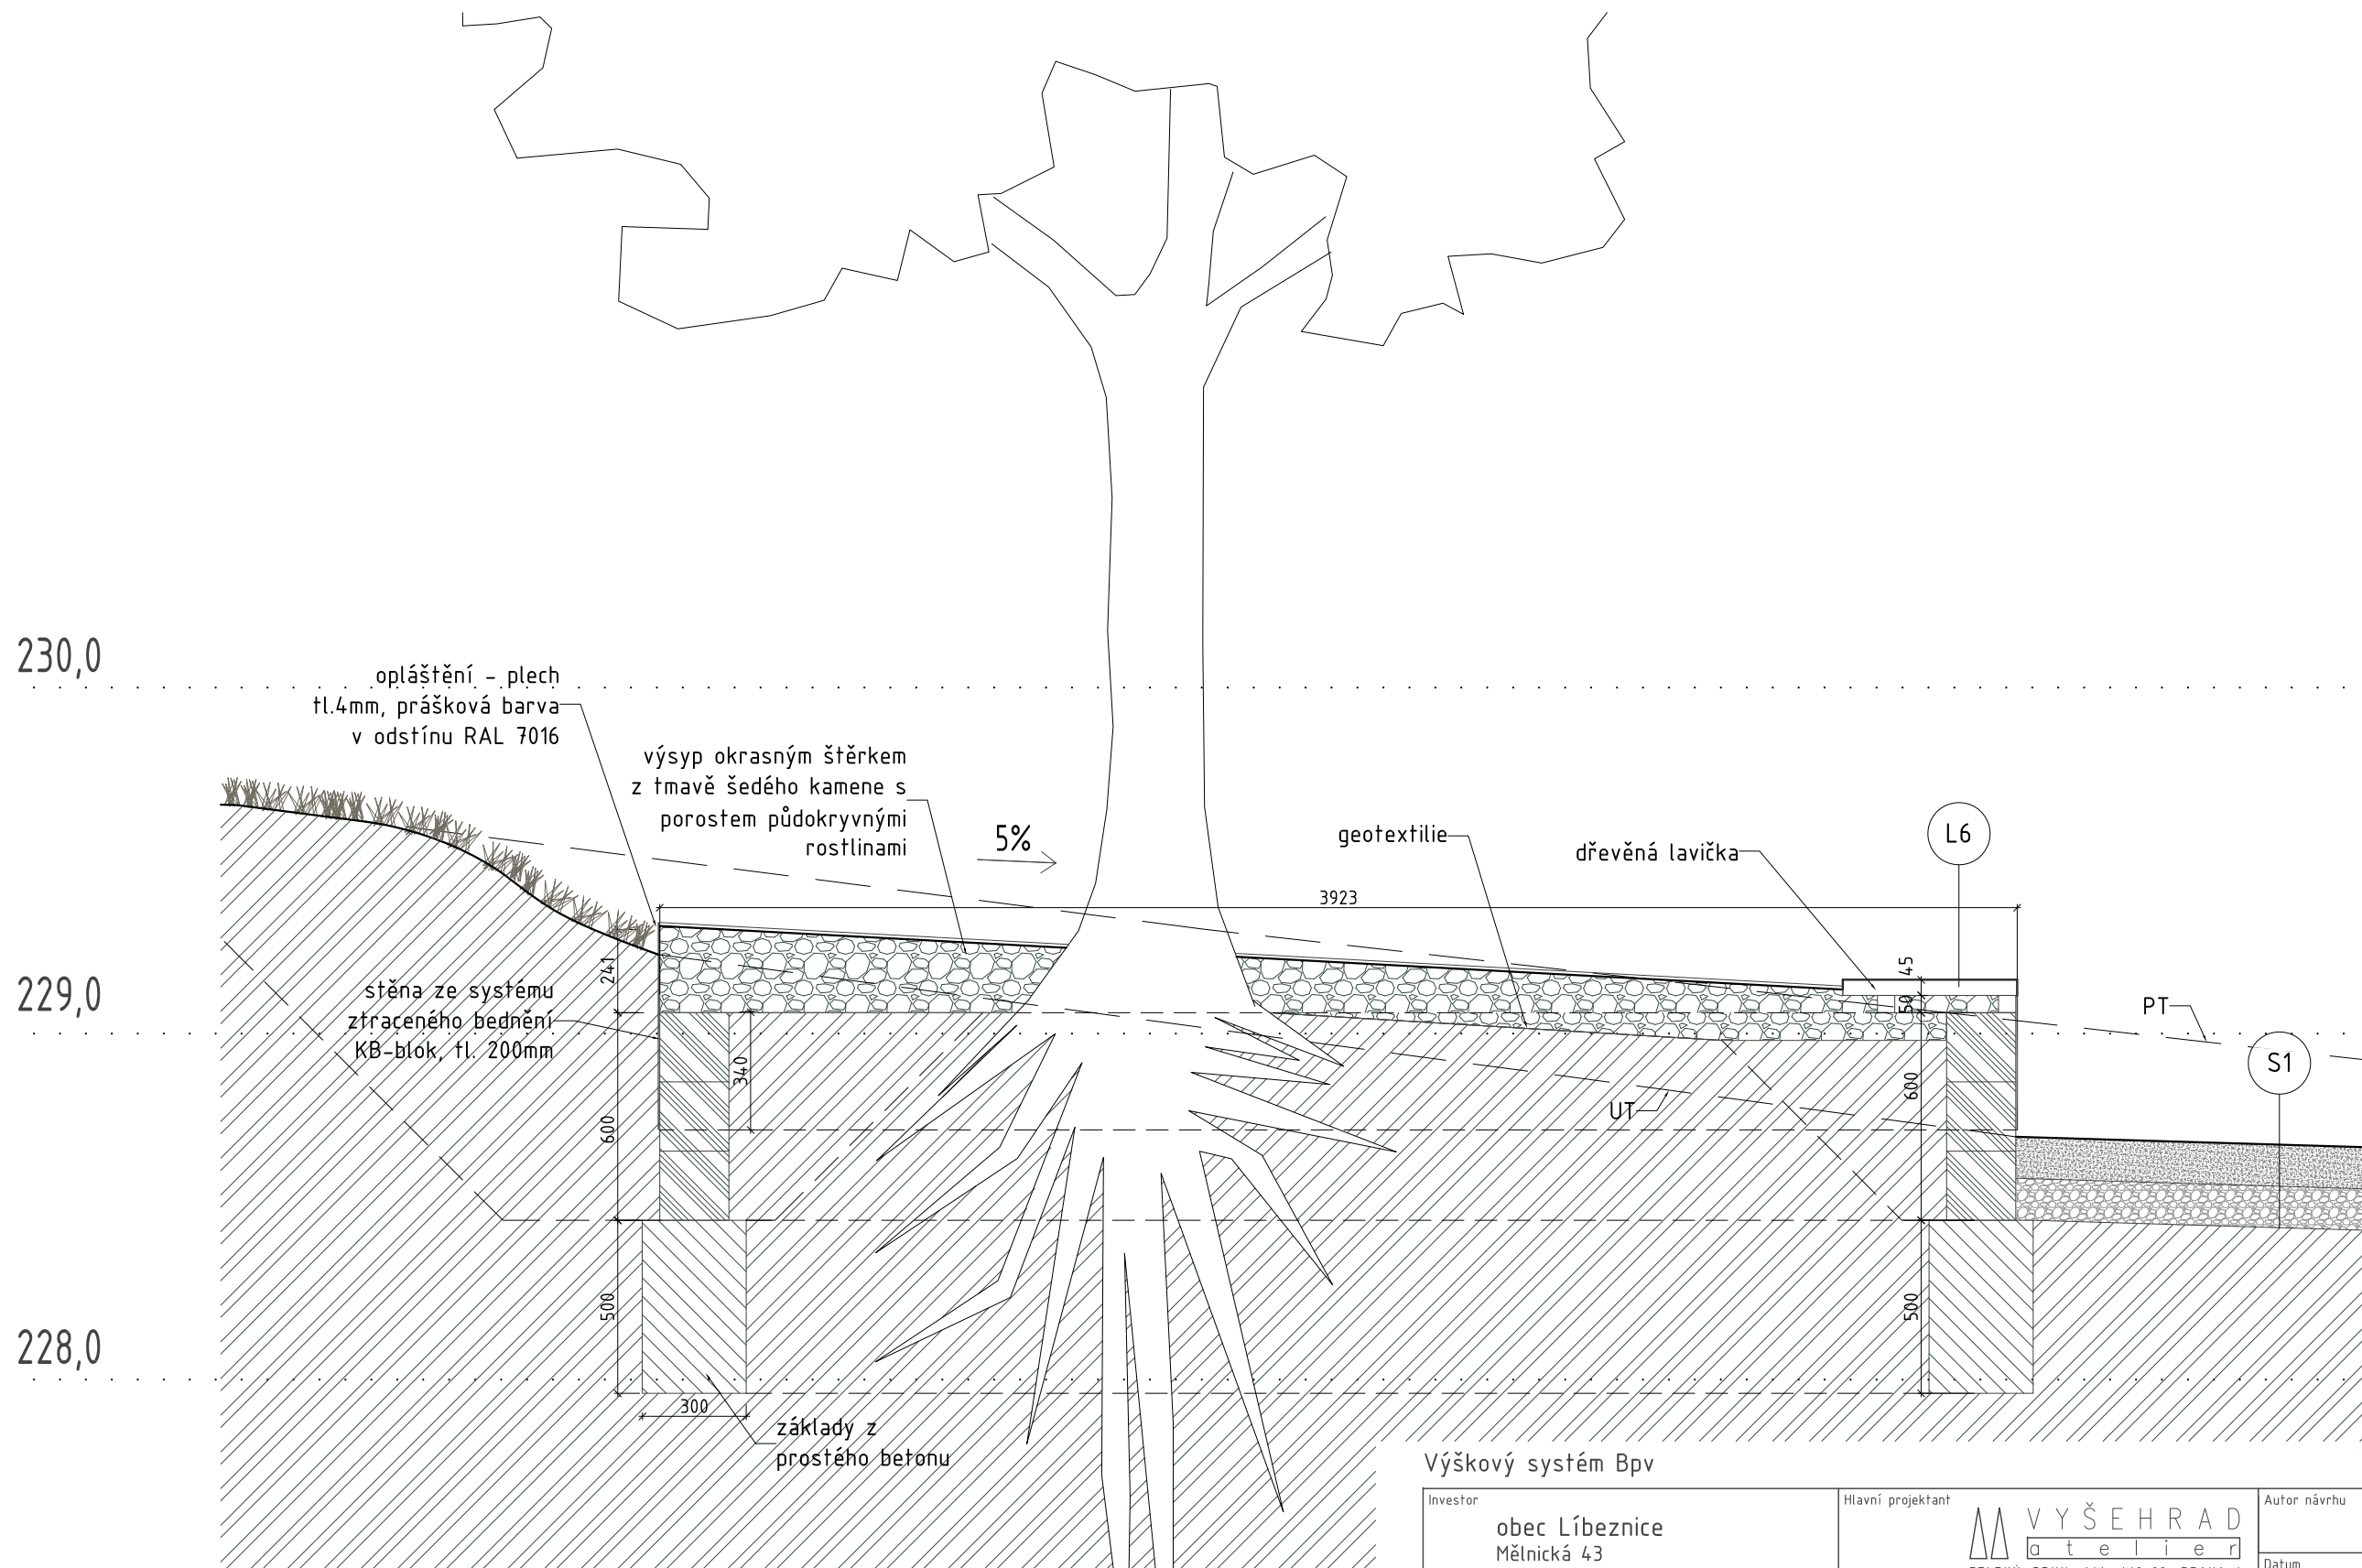 230,0
opláštění - plech
tl.4mm, prášková barva
v odstínu RAL 7016
výsyp okrasným štěrkem
z tmavě šedého kamene s
porostem půdokryvnými
rostlinami
5%
geotextilie
dřevěná lavička
L6
3923
229,0
241
45
50
stěna ze systému
ztraceného bednění
KB-blok, tl. 200mm
340
600
600
PT
S1
UT
500
500
228,0
300
základy z
prostého betonu
Výškový systém Bpv
Investor
obec Líbeznice
Mělnická 43
Hlavní projektant
VYŠEHRAD
atelier
Autor návrhu
Datum